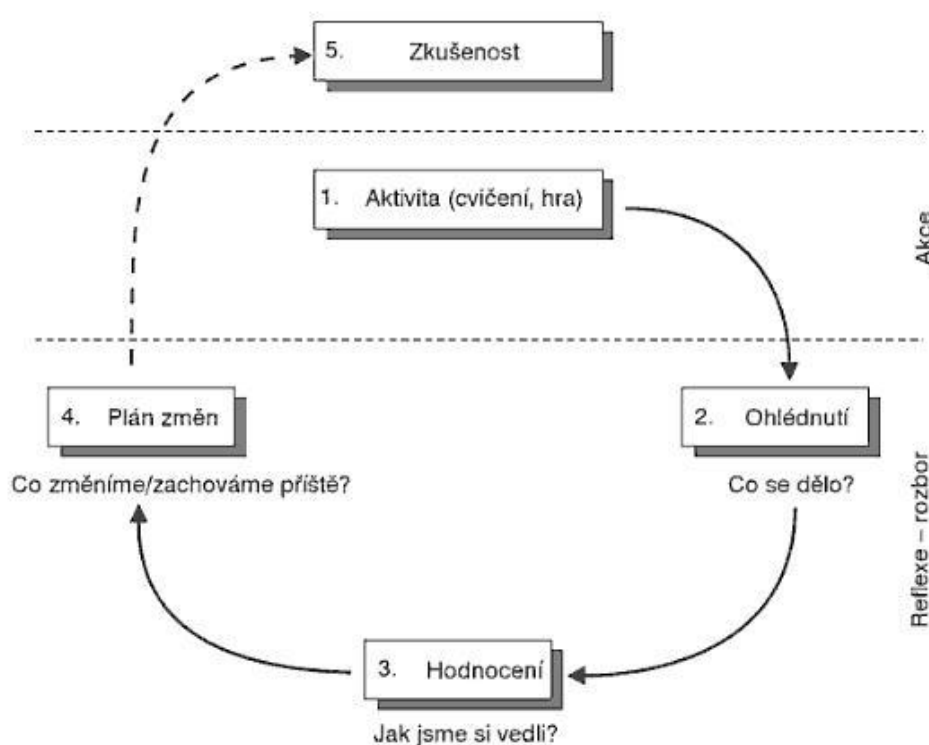 5. Zkušenost
1. Aktivita (cvičení, hra)
Akce
4. Plán změn
2. Ohlédnutí
Co změníme/zachováme příště?
Co se dělo?
Reflexe – rozbor
3. Hodnocení
Jak jsme si vedli?